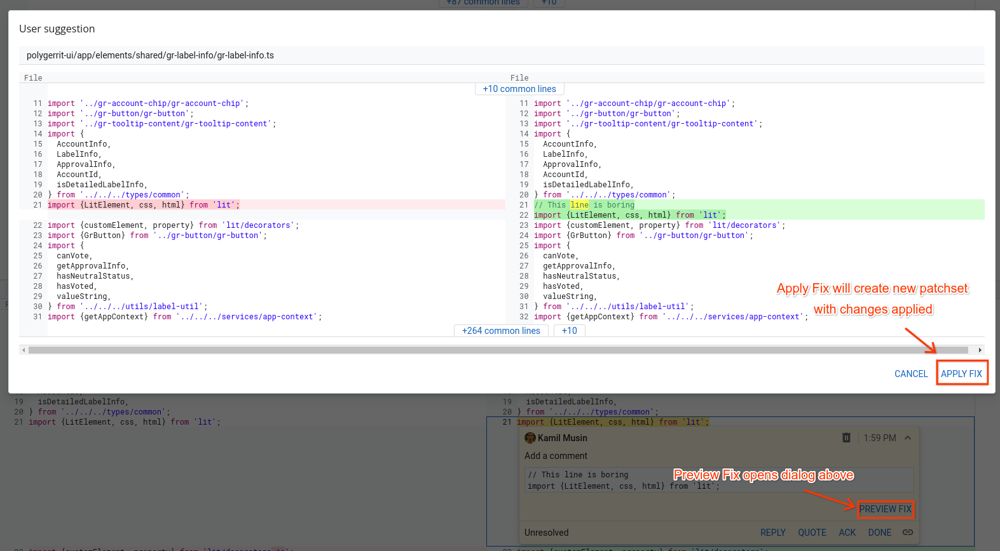 +87 common lines
+10
User suggestion
polygerrit-ui/app/elements/shared/gr-label-info/gr-label-info.ts
File
File
+10 common lines
11 import '../gr-account-chip/gr-account-chip';
12 import '../gr-button/gr-button';
13 import '../gr-tooltip-content/gr-tooltip-content';
14 import {
15 AccountInfo,
16 LabelInfo,
17 ApprovalInfo,
18 AccountId,
19 isDetailedLabelInfo,
20 } from '../../../types/common';
21 import {LitElement, css, html} from 'lit';
22 import {customElement, property} from 'lit/decorators';
23 import {GrButton} from '../gr-button/gr-button';
24 import {
25 canVote,
26 getApprovalInfo,
27 hasNeutralStatus,
28 hasVoted,
29 valueString,
30 } from '../../../utils/label-util';
31 import {getAppContext} from '../../../services/app-context';
11 import '../gr-account-chip/gr-account-chip';
12 import '../gr-button/gr-button';
13 import '../gr-tooltip-content/gr-tooltip-content';
14 import {
15 AccountInfo,
16 LabelInfo,
17 ApprovalInfo,
18 AccountId,
19 isDetailedLabelInfo,
20 } from '../../../types/common';
21 // This line is boring
22 import {LitElement, css, html} from 'lit';
23 import {customElement, property} from 'lit/decorators';
24 import {GrButton} from '../gr-button/gr-button';
25 import {
26 canVote,
27 getApprovalInfo,
28 hasNeutralStatus,
29 hasVoted,
30 valueString,
31 } from '../../../utils/label-util';
32 import {getAppContext} from '../../../services/app-context';
Apply Fix will create new patchset
with changes applied
+264 common lines
+10
CANCEL
APPLY FIX
19 isDetailedLabelInfo,
20 } from '../../../types/common';
21 import {LitElement, css, html} from 'lit';
19 isDetailedLabelInfo,
20 } from '../../../types/common';
21 import {LitElement, css, html} from 'lit';
Kamil Musin
1:59 PM
Add a comment
// This line is boring
import {LitElement, css, html} from 'lit';
Preview Fix opens dialog above
PREVIEW FIX
Unresolved
REPLY
QUOTE
ACK
DONE